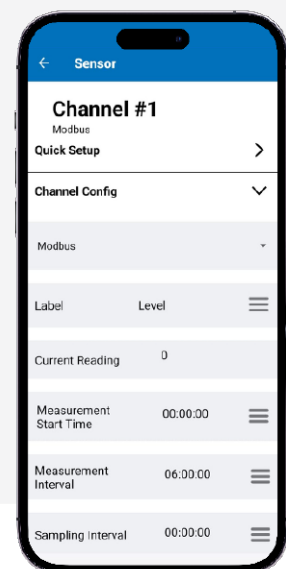 Sensor
Channel #1
Modbus
Quick Setup
Channel Config
Modbus
Label Level
Current Reading 0
Measurement
Start Time 00:00:00
Measurement
Interval 06:00:00
Sampling Interval 00:00:00